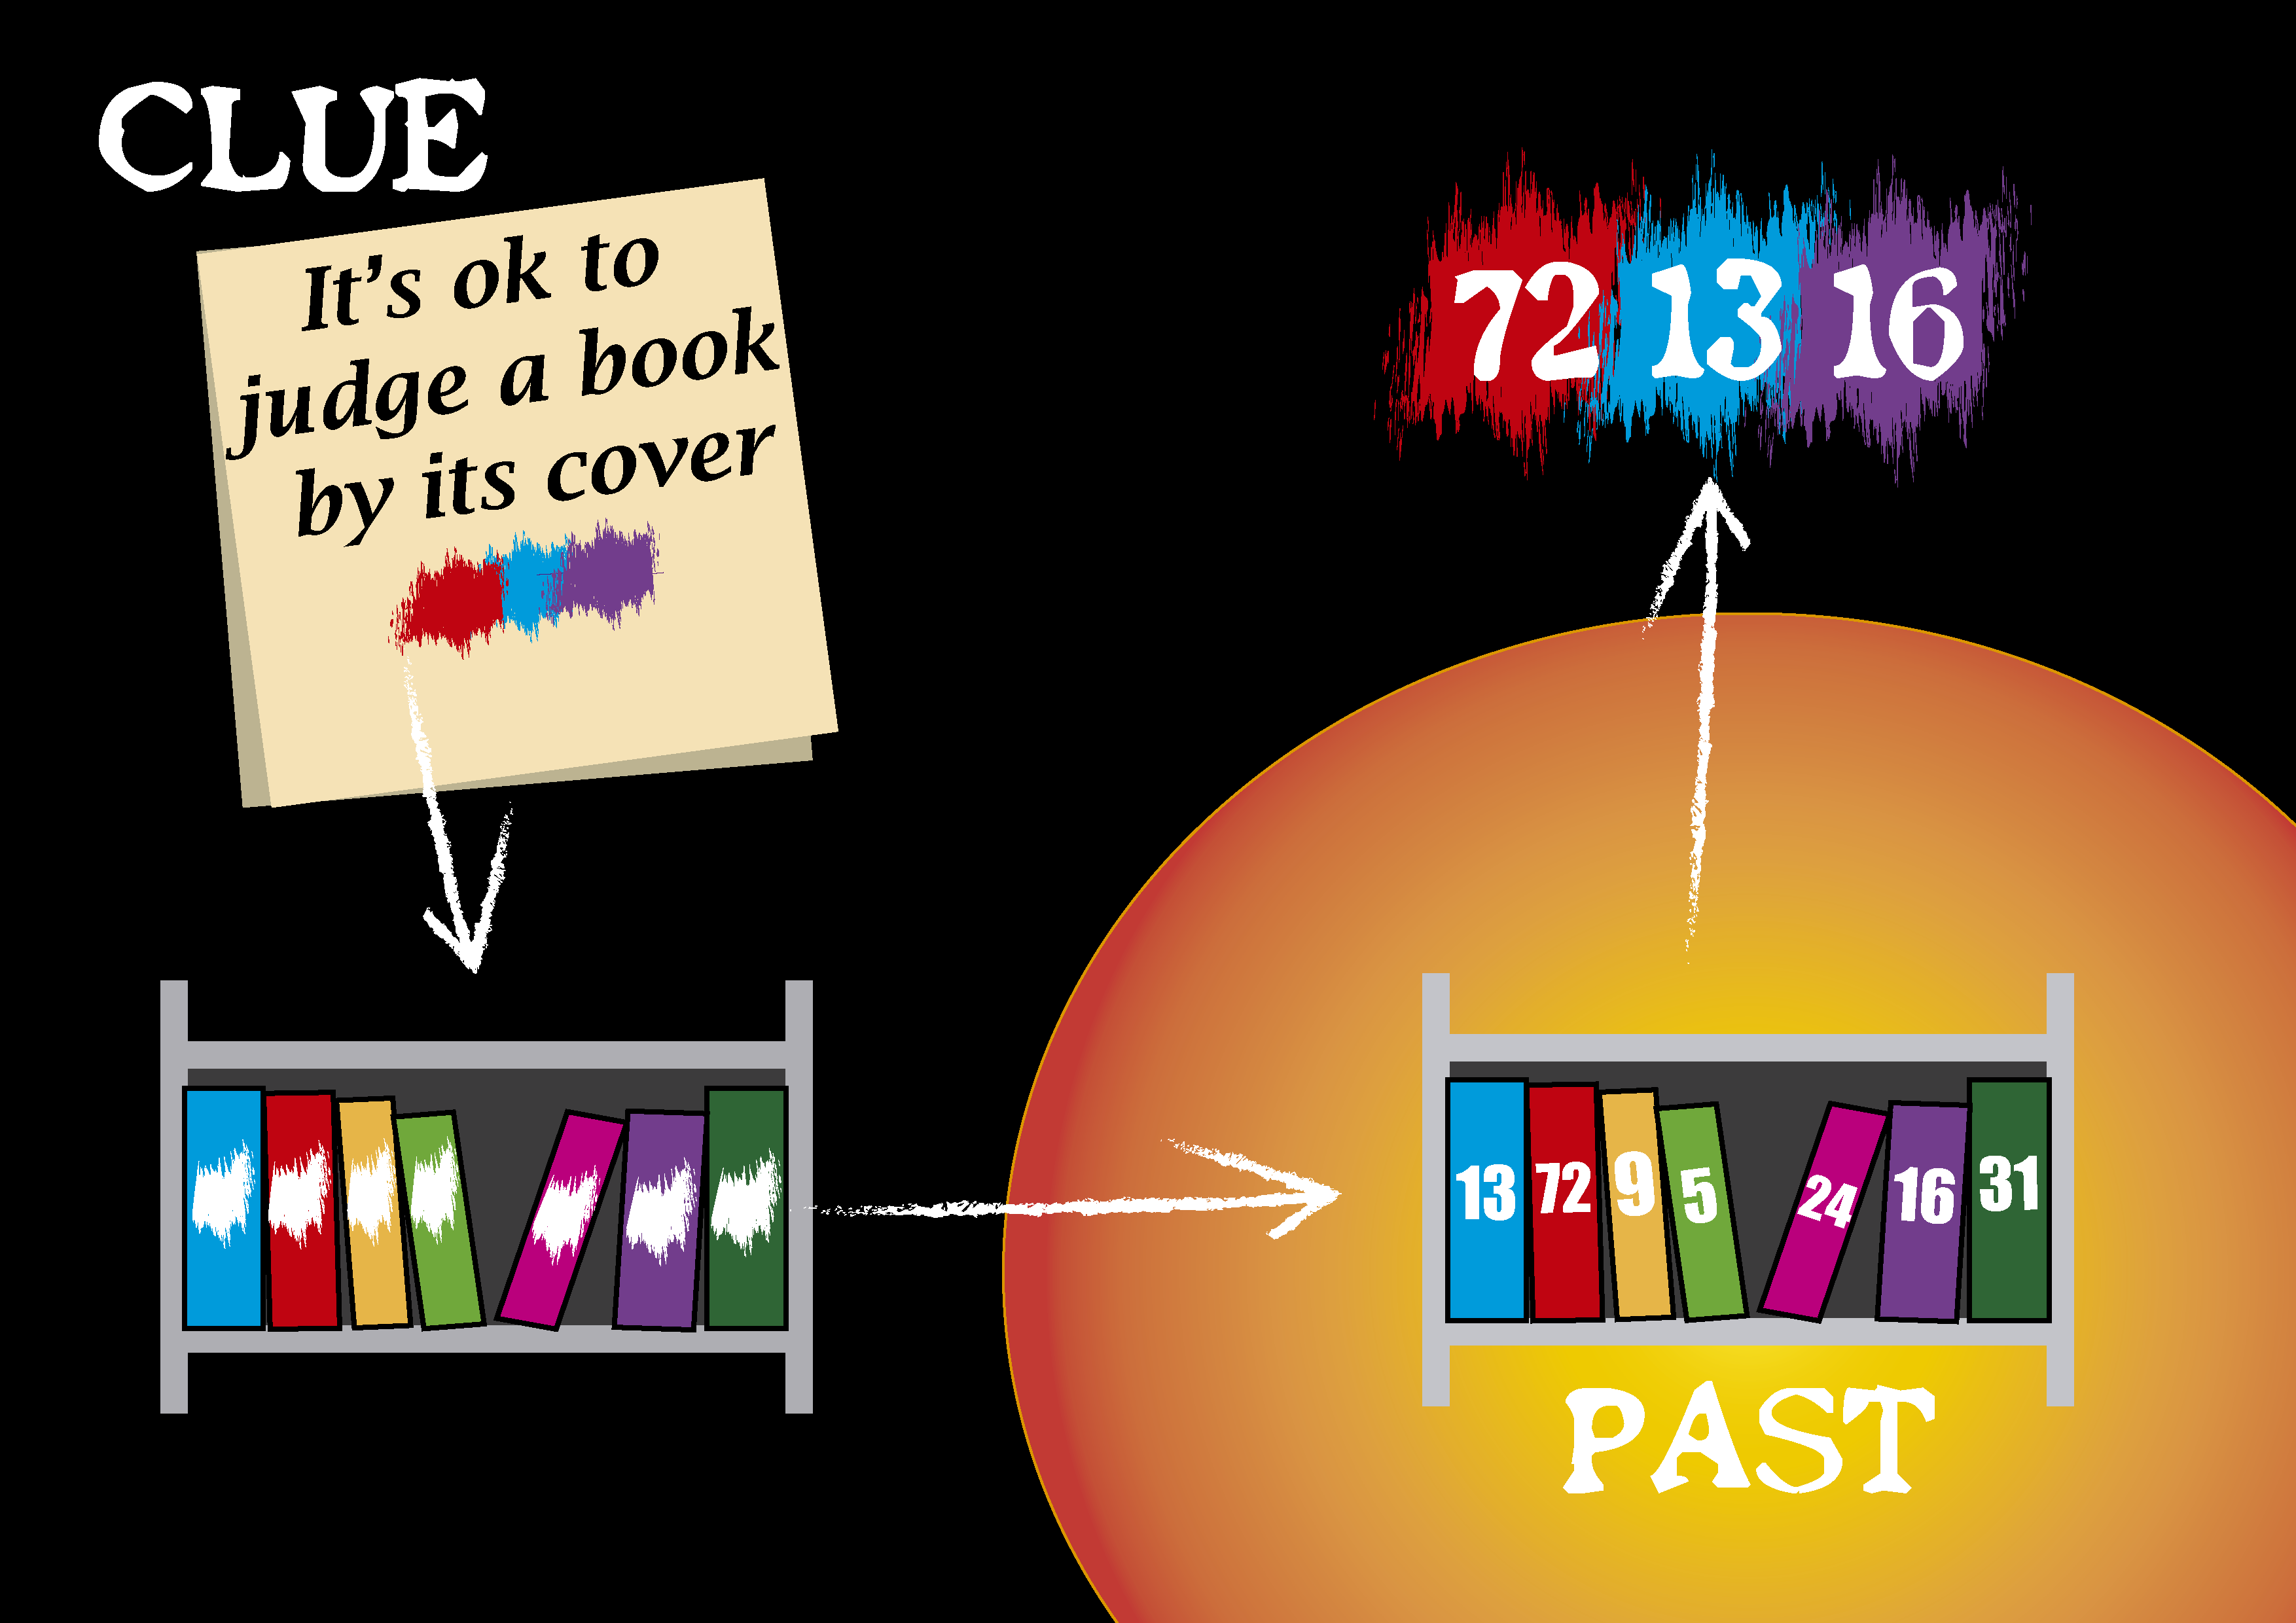 CLUE
It's ok to
judge a book
by its cover
72 13 16
13 72 9 5 24 16 31
PAST